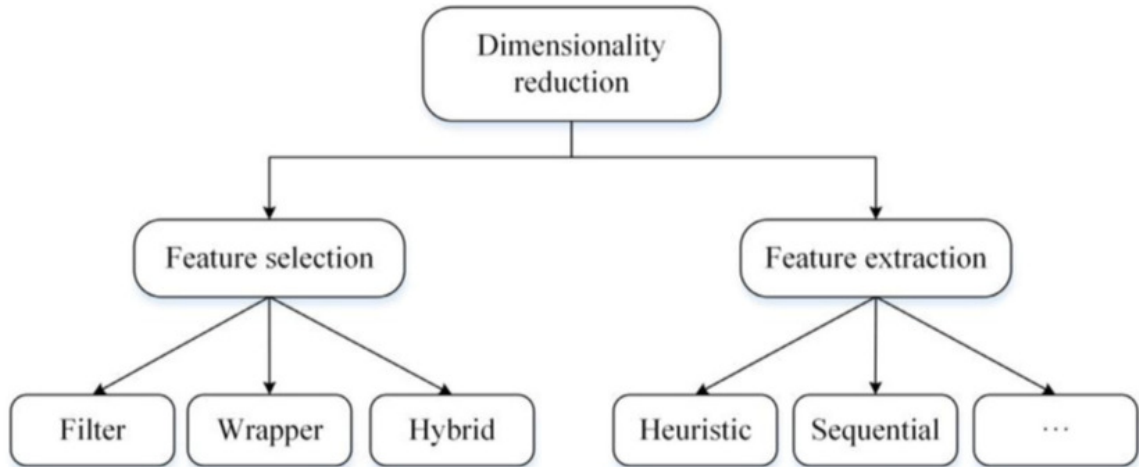 Dimensionality
reduction
Feature selection
Feature extraction
Filter
Wrapper
Hybrid
Heuristic
Sequential
...